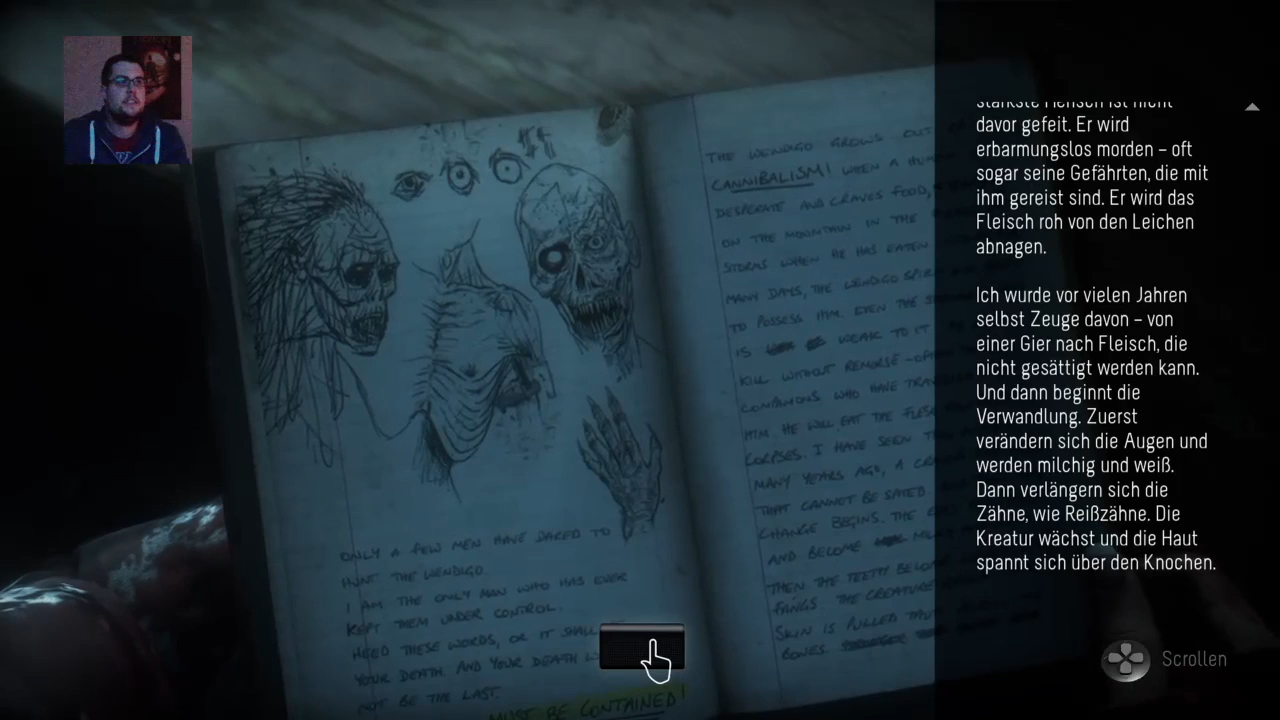 ONLY A FEW MEN HAVE DARED TO
HUNT THE WENDIGO.
I AM THE ONLY MAN WHO HAS EVER
KEPT THEM UNDER CONTROL.
HEED THESE WORDS, OR IT SHALL
YOUR DEATH. AND YOUR DEATH
NOT BE THE LAST.
MUST BE CONTAINED!
THE WENDIGO GROWS OUT
CANNIBALISM! WHEN A
DESPERATE AND CRAVES FOOD,
ON THE MOUNTAIN IN THE
STORMS WHEN HE HAS EATEN
MANY DAYS, THE WENDIGO
TO POSSESS HIM. EVEN THE
IS WEAK TO IT
KILL WITHOUT REMORSE -
COMPANIONS WHO HAVE
HIM. HE WILL EAT THE
CORPSES. I HAVE SEEN
MANY YEARS AGO, A
THAT CANNOT BE SATED.
CHANGE BEGINS. THE
AND BECOME
THEN THE TEETH
FANGS. THE CREATURE
SKIN IS PULLED
BONES.
stärkste Mensch ist nicht
davor gefeit. Er wird
erbarmungslos morden – oft
sogar seine Gefährten, die mit
ihm gereist sind. Er wird das
Fleisch roh von den Leichen
abnagen.
Ich wurde vor vielen Jahren
selbst Zeuge davon – von
einer Gier nach Fleisch, die
nicht gesättigt werden kann.
Und dann beginnt die
Verwandlung. Zuerst
verändern sich die Augen und
werden milchig und weiß.
Dann verlängern sich die
Zähne, wie Reißzähne. Die
Kreatur wächst und die Haut
spannt sich über den Knochen.
Scrollen